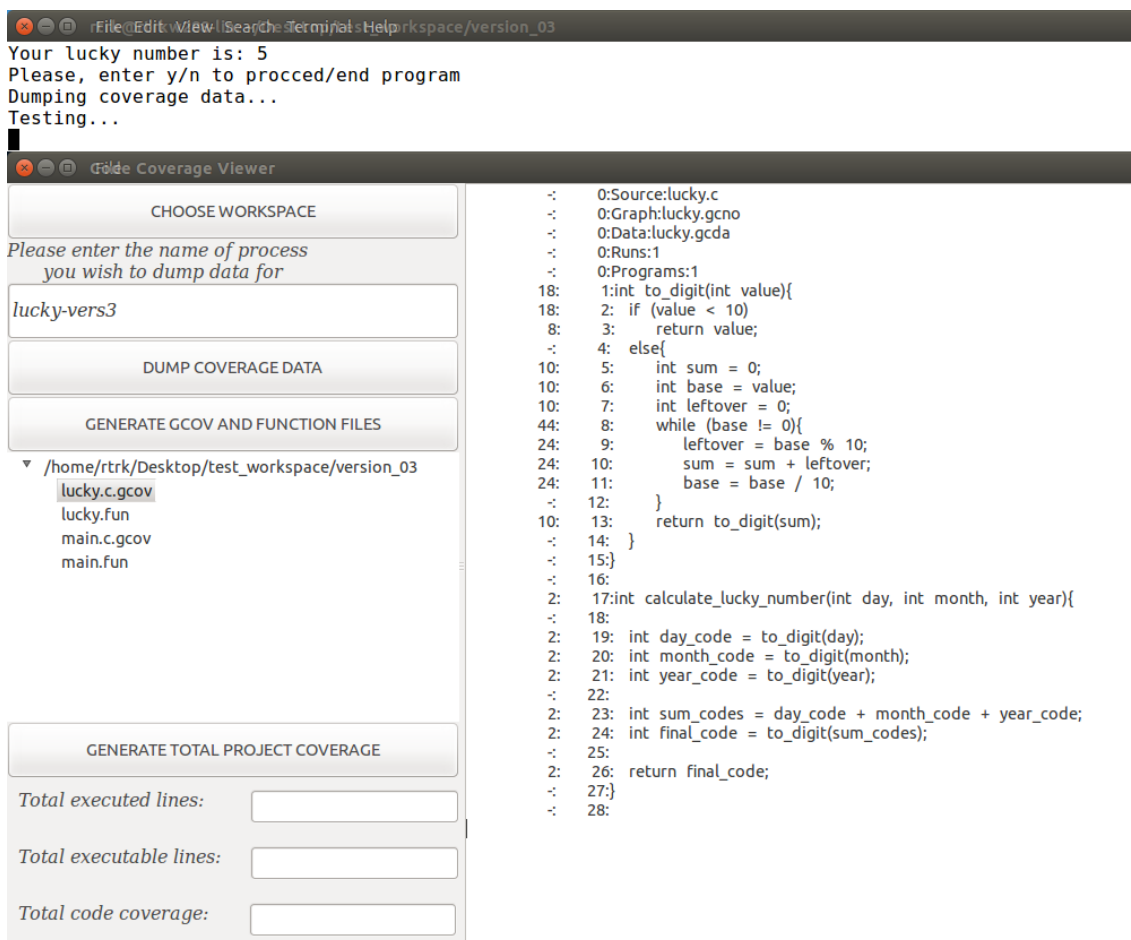 File Edit View Search Terminal Help
/version_03
Your lucky number is: 5
Please, enter y/n to procced/end program
Dumping coverage data...
Testing...
Code Coverage Viewer
CHOOSE WORKSPACE
Please enter the name of process
you wish to dump data for
lucky-vers3
DUMP COVERAGE DATA
GENERATE GCOV AND FUNCTION FILES
/home/rtrk/Desktop/test_workspace/version_03
lucky.c.gcov
lucky.fun
main.c.gcov
main.fun
GENERATE TOTAL PROJECT COVERAGE
Total executed lines:
Total executable lines:
Total code coverage:
-: 0:Source:lucky.c
-: 0:Graph:lucky.gcno
-: 0:Data:lucky.gcda
-: 0:Runs:1
-: 0:Programs:1
18: 1:int to_digit(int value){
18: 2: if (value < 10)
8: 3: return value;
-: 4: else{
10: 5: int sum = 0;
10: 6: int base = value;
10: 7: int leftover = 0;
44: 8: while (base != 0){
24: 9: leftover = base % 10;
24: 10: sum = sum + leftover;
24: 11: base = base / 10;
-: 12: }
10: 13: return to_digit(sum);
-: 14: }
-: 15:}
-: 16:
2: 17:int calculate_lucky_number(int day, int month, int year){
-: 18:
2: 19: int day_code = to_digit(day);
2: 20: int month_code = to_digit(month);
2: 21: int year_code = to_digit(year);
-: 22:
2: 23: int sum_codes = day_code + month_code + year_code;
2: 24: int final_code = to_digit(sum_codes);
-: 25:
2: 26: return final_code;
-: 27:}
-: 28: